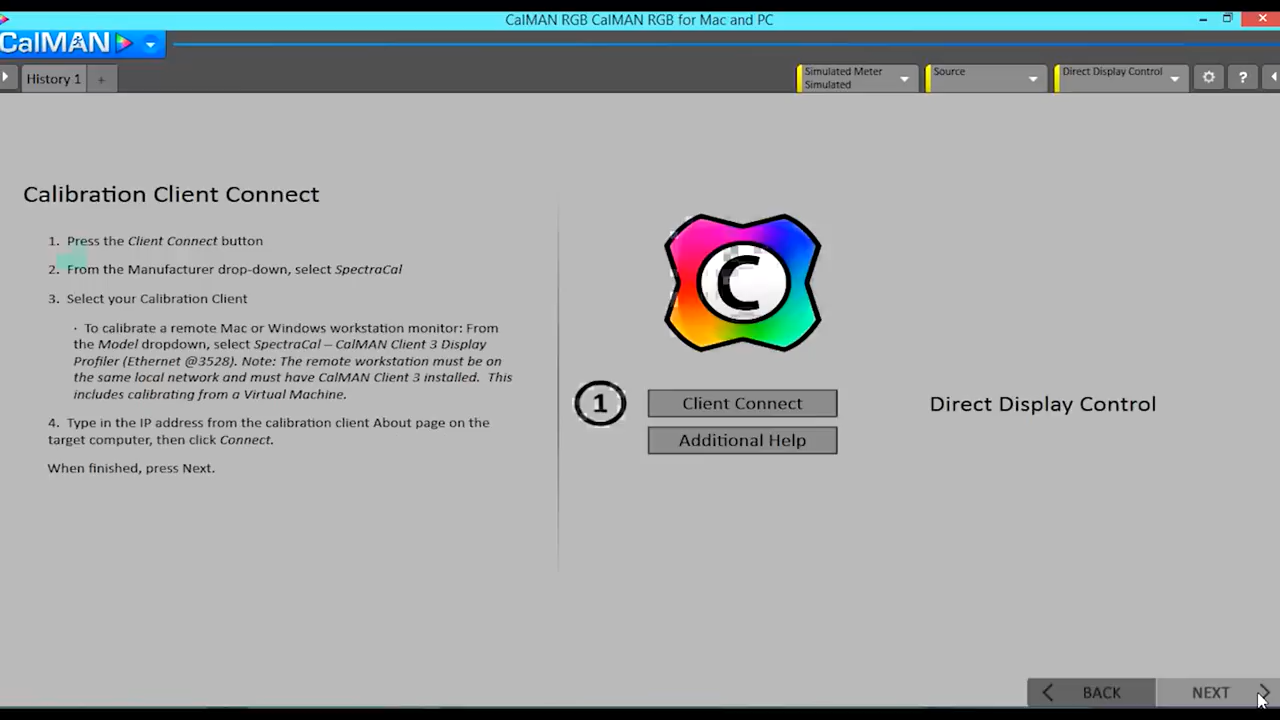 CalMAN RGB CalMAN RGB for Mac and PC
CalMAN
History 1
+
Simulated Meter
Simulated
Source
Direct Display Control
?
Calibration Client Connect
1. Press the Client Connect button
2. From the Manufacturer drop-down, select SpectraCal
3. Select your Calibration Client
· To calibrate a remote Mac or Windows workstation monitor: From
the Model dropdown, select SpectraCal – CalMAN Client 3 Display
Profiler (Ethernet @3528). Note: The remote workstation must be on
the same local network and must have CalMAN Client 3 installed. This
includes calibrating from a Virtual Machine.
4. Type in the IP address from the calibration client About page on the
target computer, then click Connect.
When finished, press Next.
C
1
Client Connect
Additional Help
Direct Display Control
BACK
NEXT